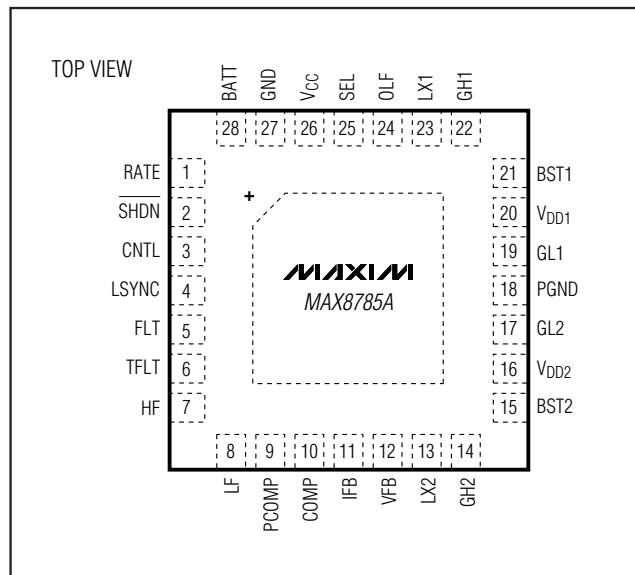 TOP VIEW
BATT
GND
VCC
SEL
OLF
LX1
GH1
28
27
26
25
24
23
22
RATE 1
SHDN 2
CNTL 3
LSYNC 4
FLT 5
TFLT 6
HF 7
+
MAXIM
MAX8785A
21 BST1
20 VDD1
19 GL1
18 PGND
17 GL2
16 VDD2
15 BST2
8
9
10
11
12
13
14
LF
PCOMP
COMP
IFB
VFB
LX2
GH2